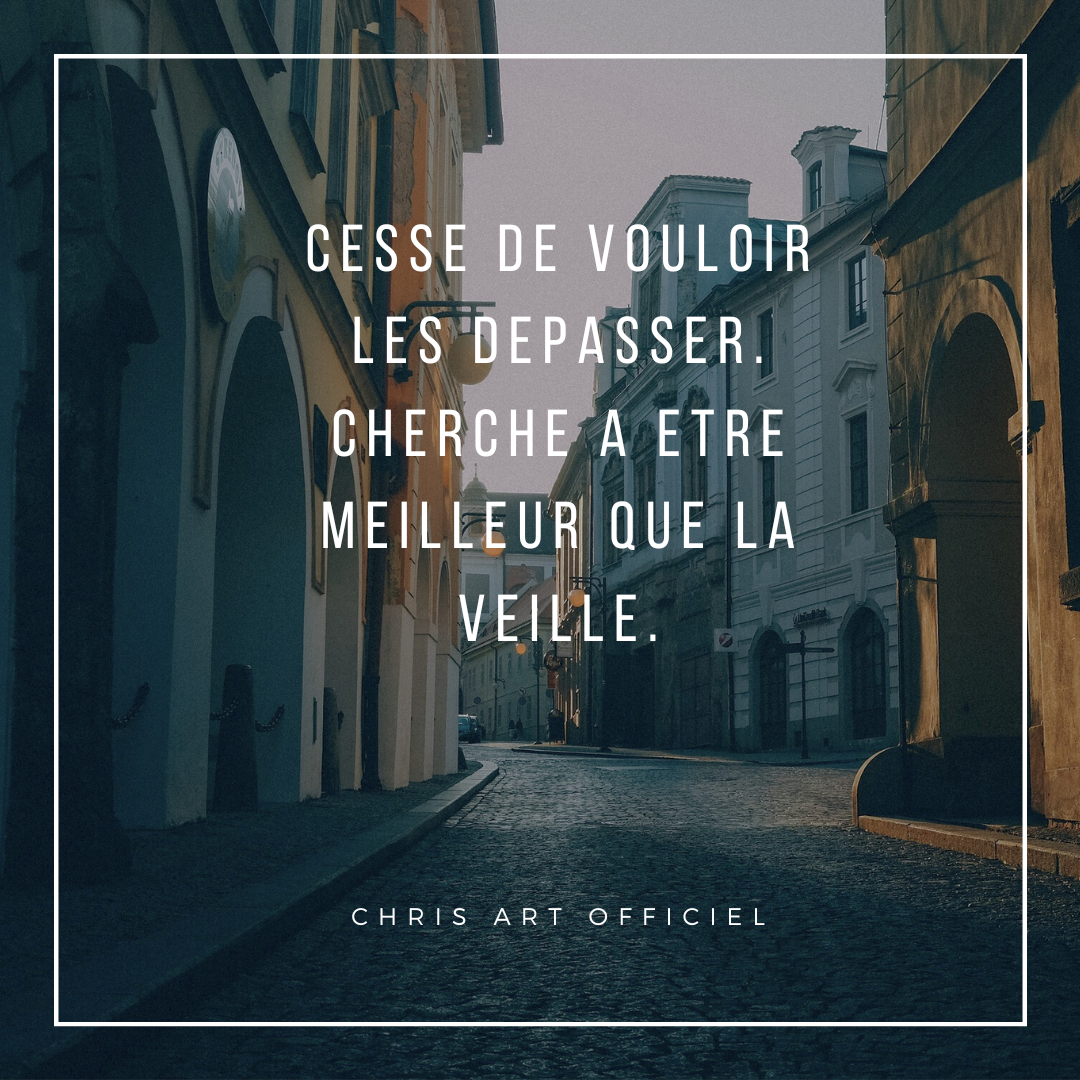 CESSE DE VOULOIR
LES DEPASSER.
CHERCHE A ETRE
MEILLEUR QUE LA
VEILLE.
CHRIS ART OFFICIEL